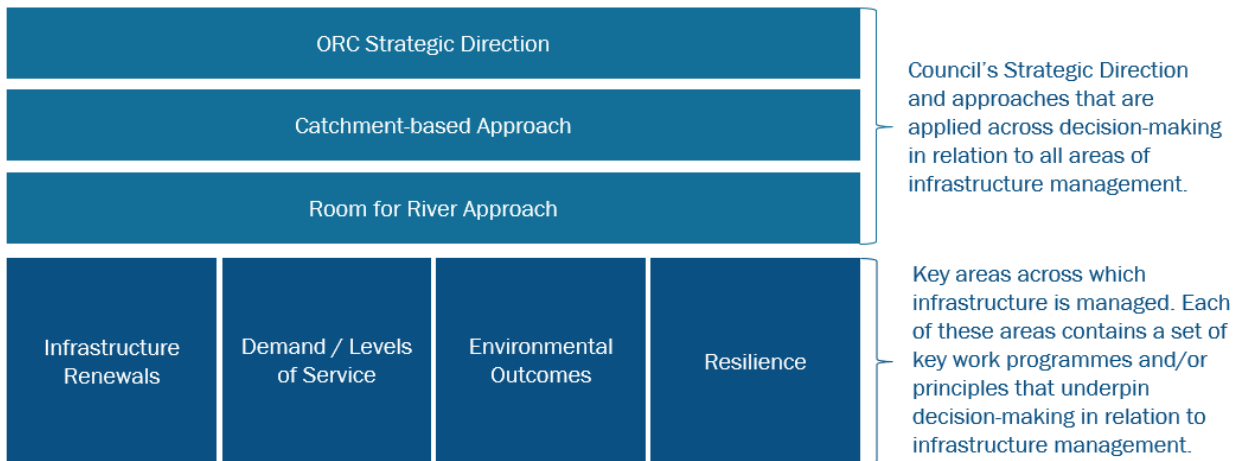 ORC Strategic Direction
Catchment-based Approach
Room for River Approach
Council's Strategic Direction
and approaches that are
applied across decision-making
in relation to all areas of
infrastructure management.
Infrastructure
Renewals
Demand / Levels
of Service
Environmental
Outcomes
Resilience
Key areas across which
infrastructure is managed. Each
of these areas contains a set of
key work programmes and/or
principles that underpin
decision-making in relation to
infrastructure management.